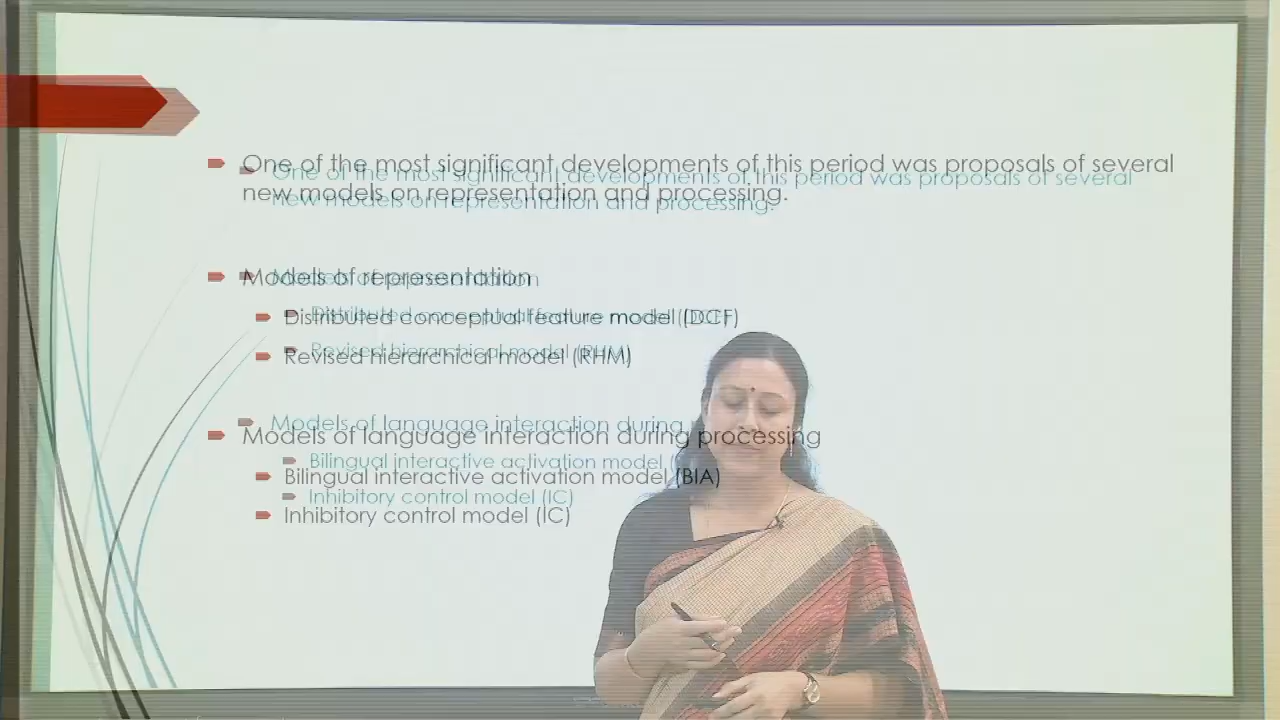 One of the most significant developments of this period was proposals of several
new models on representation and processing.
Models of representation
Distributed conceptual feature model (DCF)
Revised hierarchical model (RHM)
Models of language interaction during processing
Bilingual interactive activation model (BIA)
Inhibitory control model (IC)